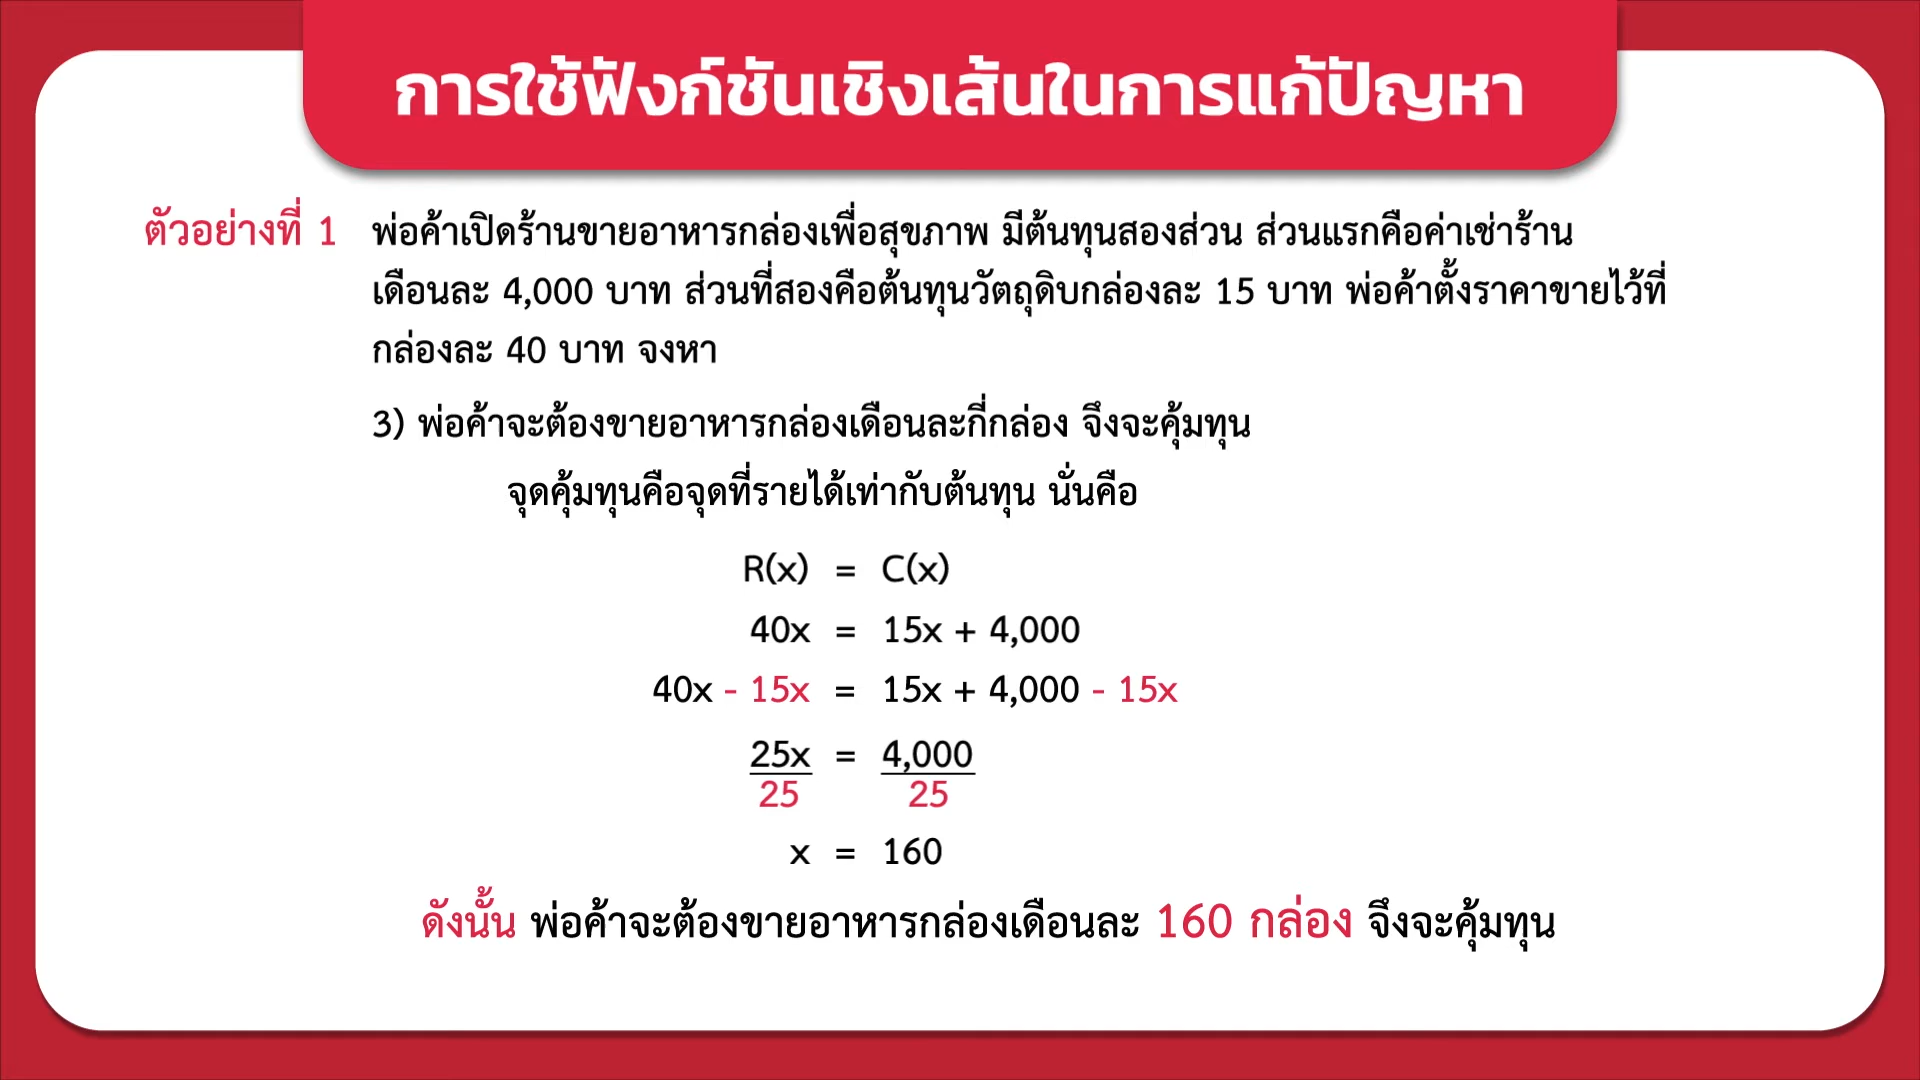 การใช้ฟังก์ชันเชิงเส้นในการแก้ปัญหา
ตัวอย่างที่ 1 พ่อค้าเปิดร้านขายอาหารกล่องเพื่อสุขภาพ มีต้นทุนสองส่วน ส่วนแรกคือค่าเช่าร้าน
เดือนละ 4,000 บาท ส่วนที่สองคือต้นทุนวัตถุดิบกล่องละ 15 บาท พ่อค้าตั้งราคาขายไว้ที่
กล่องละ 40 บาท จงหา
3) พ่อค้าจะต้องขายอาหารกล่องเดือนละกี่กล่อง จึงจะคุ้มทุน
จุดคุ้มทุนคือจุดที่รายได้เท่ากับต้นทุน นั่นคือ
R(x) = C(x)
40x = 15x + 4,000
40x - 15x = 15x + 4,000 - 15x
25x = 4,000
25 25
x = 160
ดังนั้น พ่อค้าจะต้องขายอาหารกล่องเดือนละ 160 กล่อง จึงจะคุ้มทุน